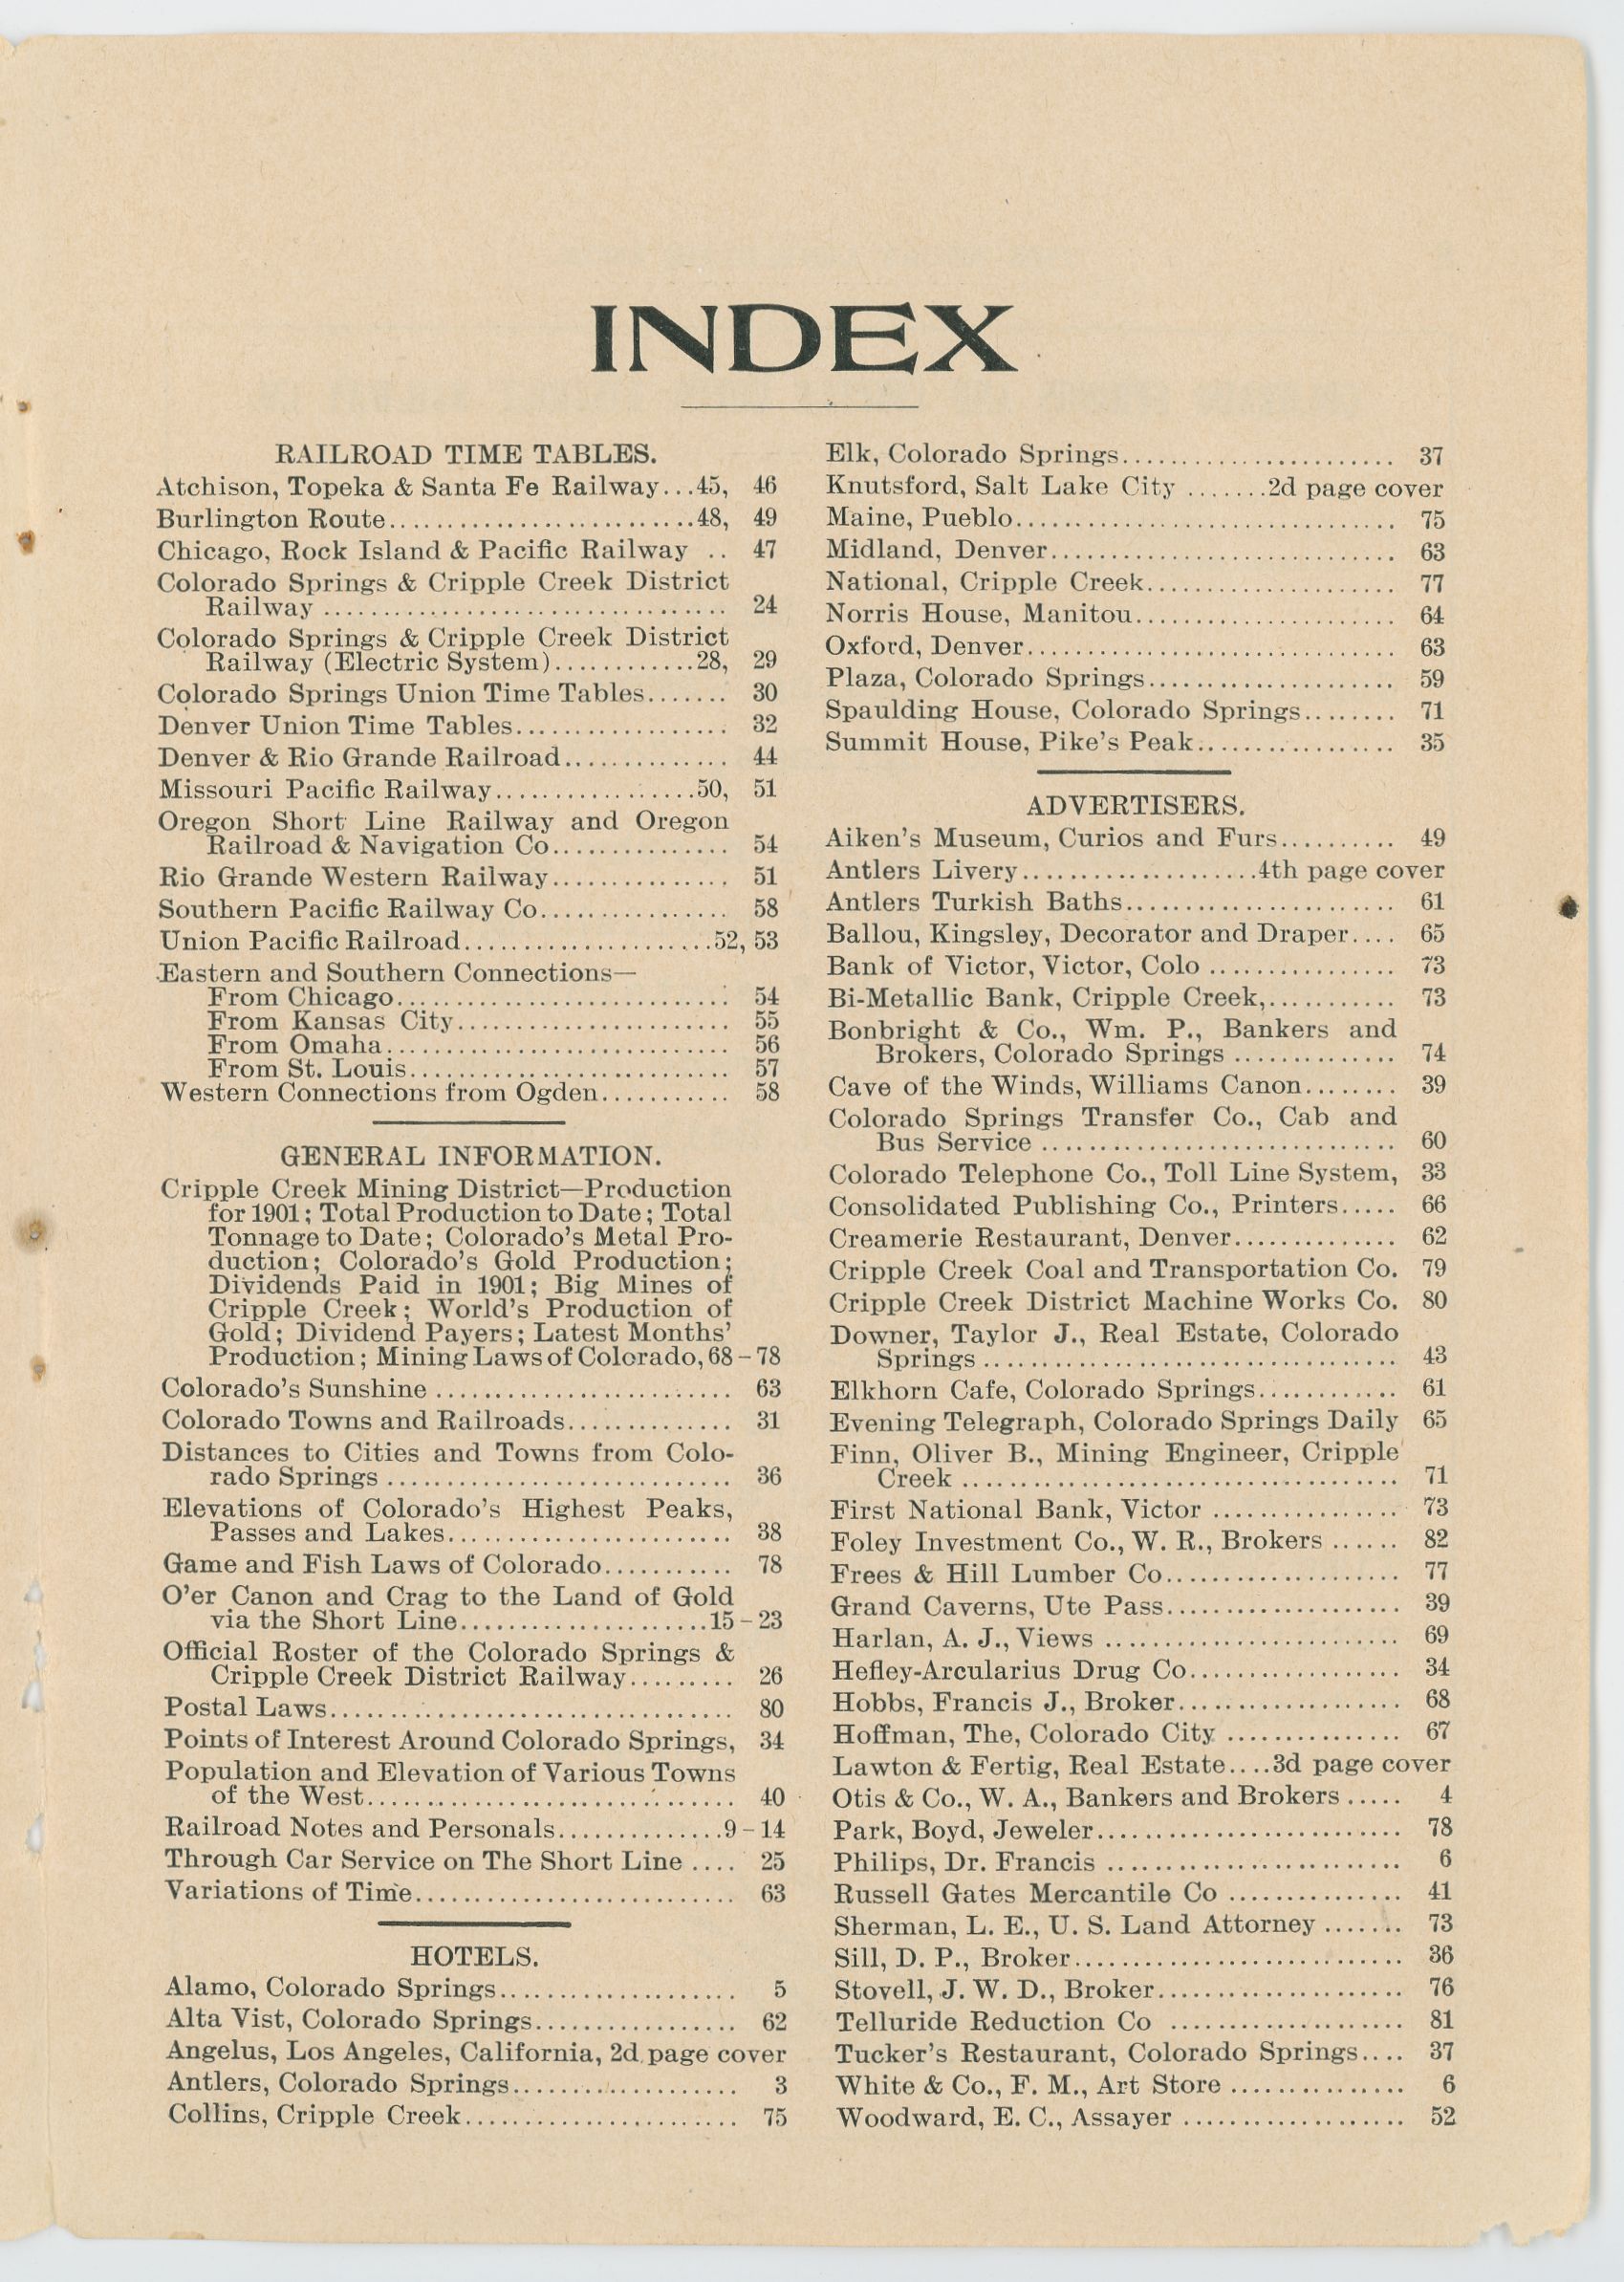 INDEX
RAILROAD TIME TABLES.
Atchison, Topeka & Santa Fe Railway...45, 46
Burlington Route..........................48, 49
Chicago, Rock Island & Pacific Railway .. 47
Colorado Springs & Cripple Creek District
Railway .................................. 24
Colorado Springs & Cripple Creek District
Railway (Electric System)............28, 29
Colorado Springs Union Time Tables....... 30
Denver Union Time Tables.................. 32
Denver & Rio Grande Railroad.............. 44
Missouri Pacific Railway.................50, 51
Oregon Short Line Railway and Oregon
Railroad & Navigation Co............... 54
Rio Grande Western Railway............... 51
Southern Pacific Railway Co................ 58
Union Pacific Railroad.....................52, 53
Eastern and Southern Connections—
From Chicago............................ 54
From Kansas City....................... 55
From Omaha............................. 56
From St. Louis........................... 57
Western Connections from Ogden........... 58
GENERAL INFORMATION.
Cripple Creek Mining District—Production
for 1901; Total Production to Date; Total
Tonnage to Date; Colorado's Metal Pro-
duction; Colorado's Gold Production;
Dividends Paid in 1901; Big Mines of
Cripple Creek; World's Production of
Gold; Dividend Payers; Latest Months'
Production; Mining Laws of Colorado, 68-78
Colorado's Sunshine ......................... 63
Colorado Towns and Railroads.............. 31
Distances to Cities and Towns from Colo-
rado Springs ............................. 36
Elevations of Colorado's Highest Peaks,
Passes and Lakes........................ 38
Game and Fish Laws of Colorado........... 78
O'er Canon and Crag to the Land of Gold
via the Short Line.....................15-23
Official Roster of the Colorado Springs &
Cripple Creek District Railway......... 26
Postal Laws.................................. 80
Points of Interest Around Colorado Springs, 34
Population and Elevation of Various Towns
of the West............................... 40
Railroad Notes and Personals..............9-14
Through Car Service on The Short Line .... 25
Variations of Time........................... 63
HOTELS.
Alamo, Colorado Springs.................... 5
Alta Vist, Colorado Springs................. 62
Angelus, Los Angeles, California, 2d page cover
Antlers, Colorado Springs................... 3
Collins, Cripple Creek....................... 75
Elk, Colorado Springs....................... 37
Knutsford, Salt Lake City .......2d page cover
Maine, Pueblo................................ 75
Midland, Denver............................. 63
National, Cripple Creek..................... 77
Norris House, Manitou...................... 64
Oxford, Denver............................... 63
Plaza, Colorado Springs..................... 59
Spaulding House, Colorado Springs........ 71
Summit House, Pike's Peak................. 35
ADVERTISERS.
Aiken's Museum, Curios and Furs.......... 49
Antlers Livery....................4th page cover
Antlers Turkish Baths....................... 61
Ballou, Kingsley, Decorator and Draper.... 65
Bank of Victor, Victor, Colo ................ 73
Bi-Metallic Bank, Cripple Creek,........... 73
Bonbright & Co., Wm. P., Bankers and
Brokers, Colorado Springs .............. 74
Cave of the Winds, Williams Canon........ 39
Colorado Springs Transfer Co., Cab and
Bus Service .............................. 60
Colorado Telephone Co., Toll Line System, 33
Consolidated Publishing Co., Printers..... 66
Creamerie Restaurant, Denver.............. 62
Cripple Creek Coal and Transportation Co. 79
Cripple Creek District Machine Works Co. 80
Downer, Taylor J., Real Estate, Colorado
Springs ................................... 43
Elkhorn Cafe, Colorado Springs............ 61
Evening Telegraph, Colorado Springs Daily 65
Finn, Oliver B., Mining Engineer, Cripple
Creek ..................................... 71
First National Bank, Victor ................ 73
Foley Investment Co., W. R., Brokers ...... 82
Frees & Hill Lumber Co.................... 77
Grand Caverns, Ute Pass.................... 39
Harlan, A. J., Views ......................... 69
Hefley-Arcularius Drug Co.................. 34
Hobbs, Francis J., Broker................... 68
Hoffman, The, Colorado City ............... 67
Lawton & Fertig, Real Estate....3d page cover
Otis & Co., W. A., Bankers and Brokers ..... 4
Park, Boyd, Jeweler.......................... 78
Philips, Dr. Francis ......................... 6
Russell Gates Mercantile Co ............... 41
Sherman, L. E., U. S. Land Attorney ....... 73
Sill, D. P., Broker............................ 36
Stovell, J. W. D., Broker..................... 76
Telluride Reduction Co .................... 81
Tucker's Restaurant, Colorado Springs.... 37
White & Co., F. M., Art Store ............... 6
Woodward, E. C., Assayer ................... 52